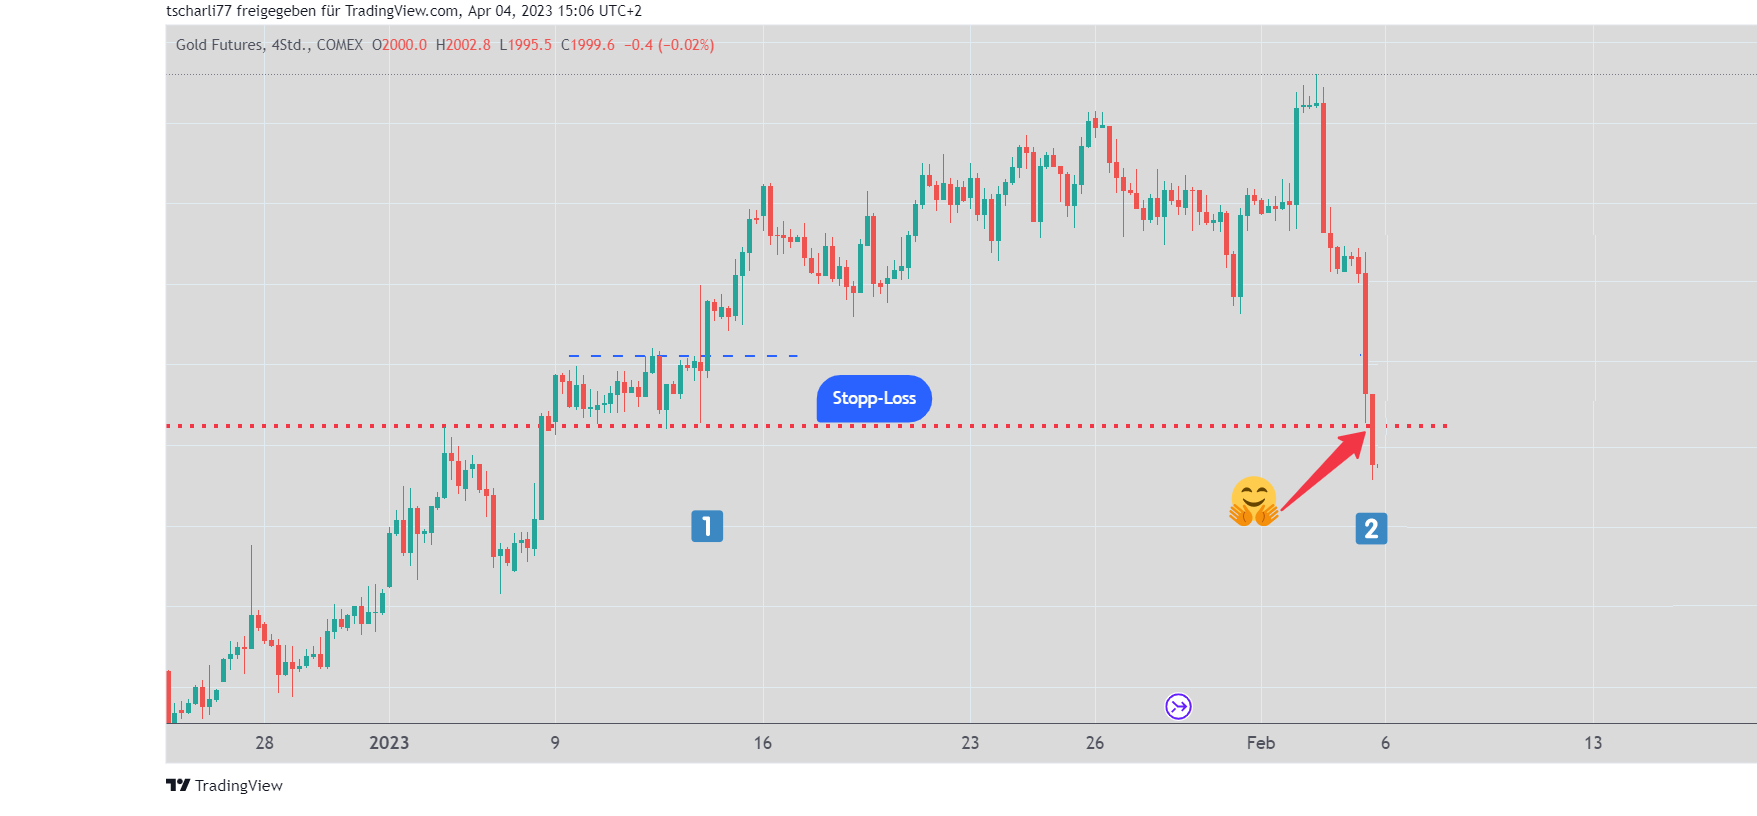 tscharli77 freigegeben für TradingView.com, Apr 04, 2023 15:06 UTC+2
Gold Futures, 4Std., COMEX O2000.0 H2002.8 L1995.5 C1999.6 −0.4 (−0.02%)
Stopp-Loss
1
2
28 2023 9 16 23 26 Feb 6 13
TradingView